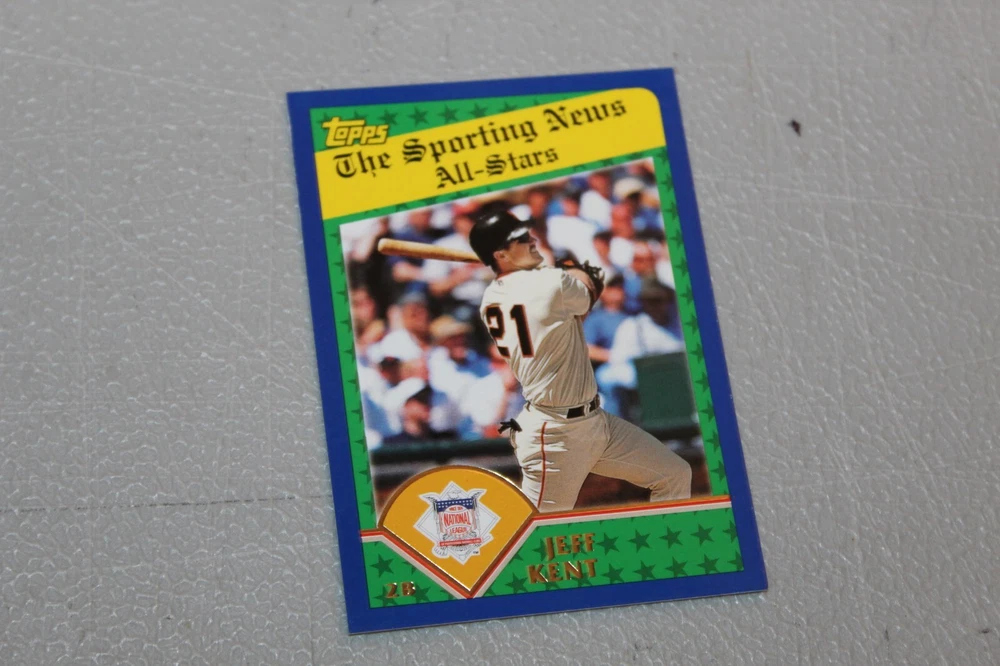 topps
The Sporting News
All-Stars
21
NATIONAL
LEAGUE
JEFF
KENT
2B